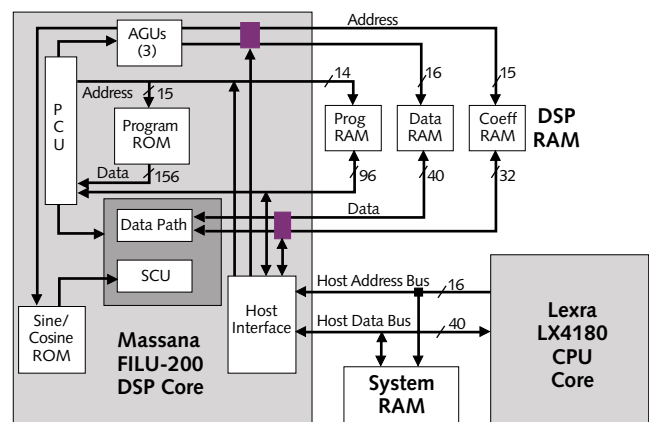 AGUs
(3)
Address
14
16
15
P
C
U
Address
15
Program
ROM
Prog
RAM
Data
RAM
Coeff
RAM
DSP
RAM
Data
156
96
40
32
Data
Data Path
SCU
Sine/
Cosine
ROM
Massana
FILU-200
DSP Core
Host
Interface
Host Address Bus
16
Host Data Bus
40
System
RAM
Lexra
LX4180
CPU
Core